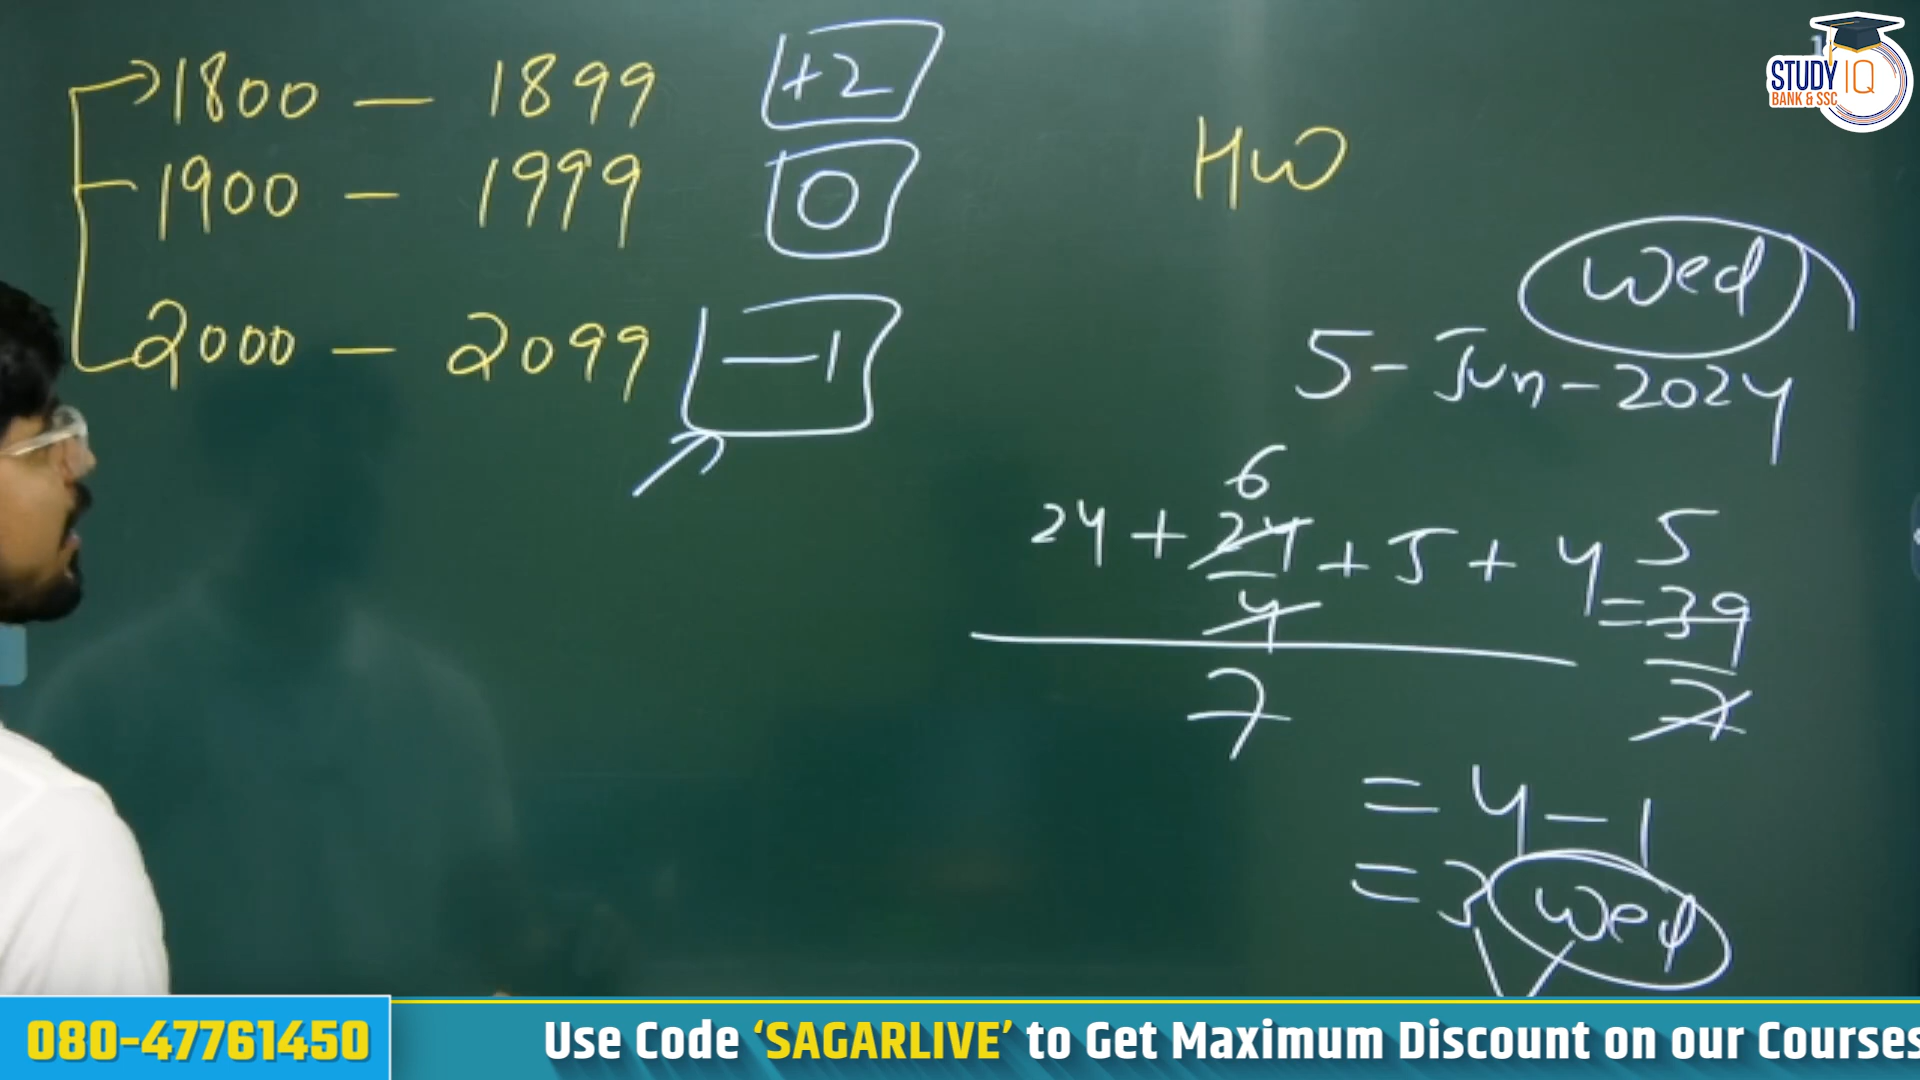 1800 — 1899 +2
1900 — 1999 0
2000 — 2099 —1
HW
Wed
5 - Jun - 2024
6
24 + 24 + 5 + 4 5
4 = 39
7 7
= 4 — 1
= 3 Wed
STUDY IQ
BANK & SSC
080-47761450
Use Code ‘SAGARLIVE’ to Get Maximum Discount on our Courses